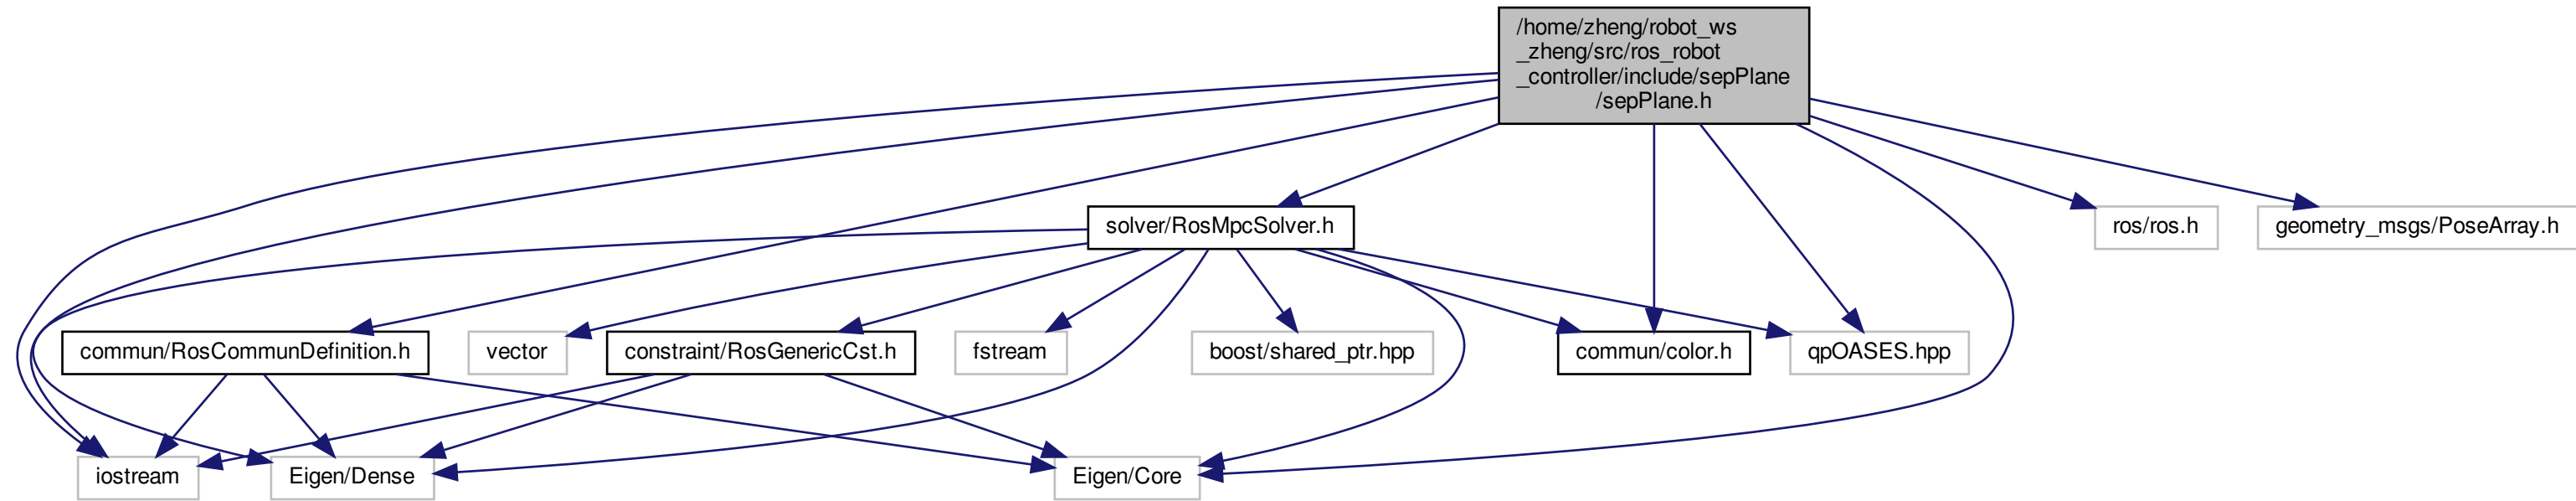 /home/zheng/robot_ws
_zheng/src/ros_robot
_controller/include/sepPlane
/sepPlane.h
solver/RosMpcSolver.h
ros/ros.h
geometry_msgs/PoseArray.h
commun/RosCommunDefinition.h
vector
constraint/RosGenericCst.h
fstream
boost/shared_ptr.hpp
commun/color.h
qpOASES.hpp
iostream
Eigen/Dense
Eigen/Core